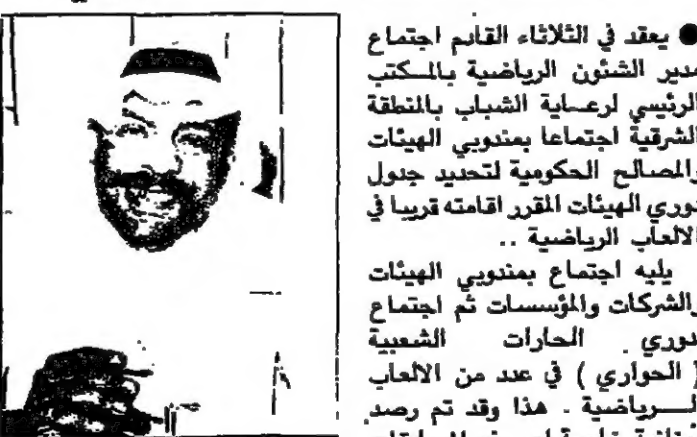 ● يعقد في الثلاثاء القادم اجتماع
مدير الشئون الرياضية بالمكتب
الرئيسي لرعاية الشباب بالمنطقة
الشرقية اجتماعا بمندوبي الهيئات
والمصالح الحكومية لتحديد جدول
دوري الهيئات المقرر اقامته قريبا في
الالعاب الرياضية ..
يليه اجتماع بمندوبي الهيئات
والشركات والمؤسسات ثم اجتماع
دوري الحارات الشعبية
( الحواري ) في عدد من الالعاب
الرياضية . هذا وقد تم رصد